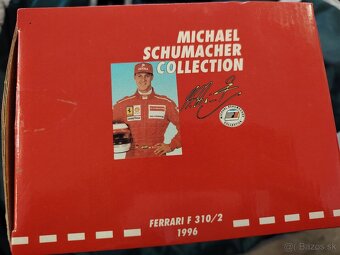 MICHAEL
SCHUMACHER
COLLECTION
FERRARI F 310/2
1996
© Bazos.sk